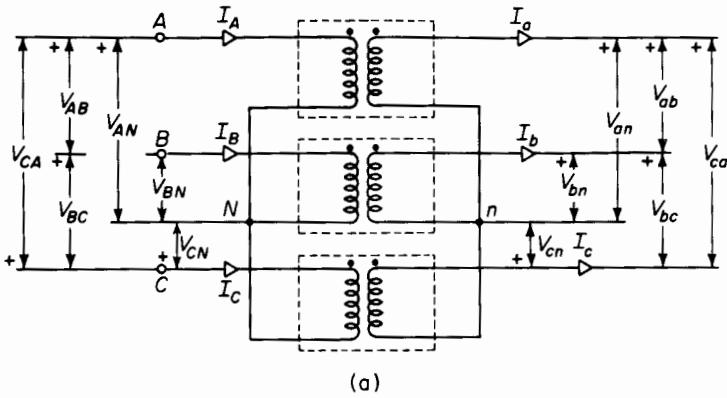 A I_A I_a
+ + + + + +
V_CA V_AB V_AN V_an V_ab V_ca
B I_B I_b
+ + + +
V_BC V_BN N n V_bn V_bc
V_CN V_cn I_c
+ + +
C I_C
(a)